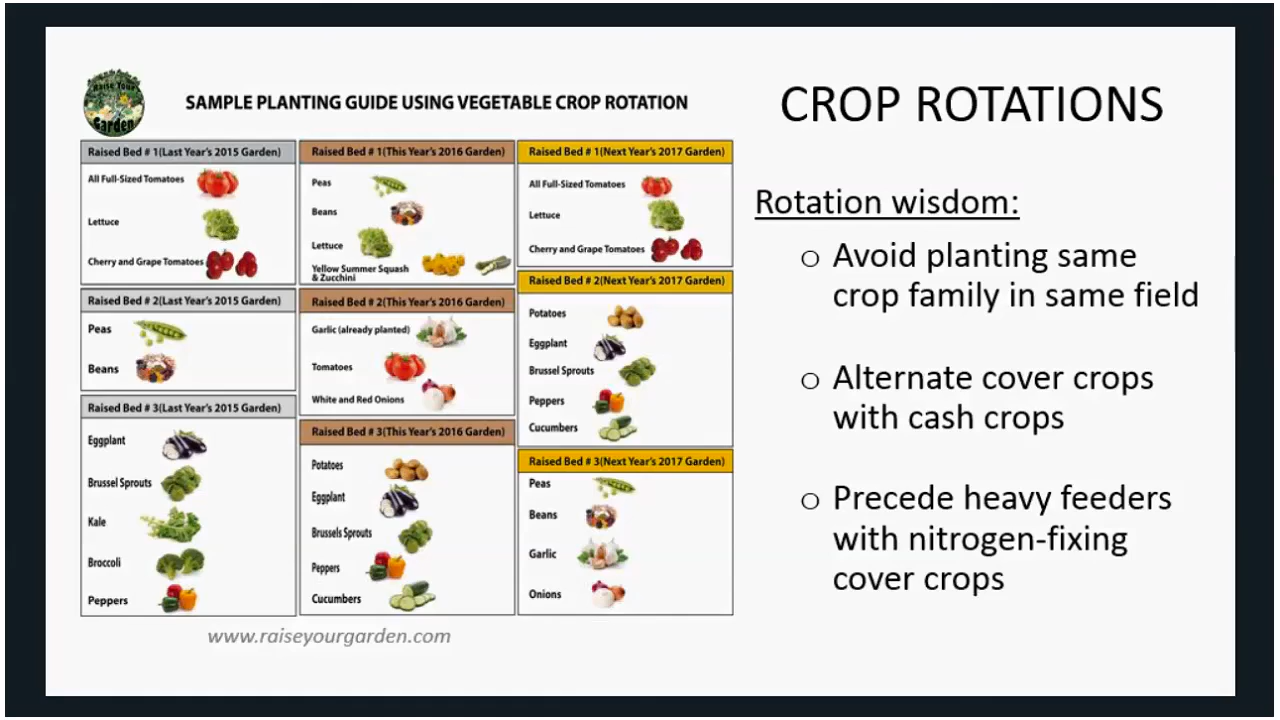 Raise Your
Garden
SAMPLE PLANTING GUIDE USING VEGETABLE CROP ROTATION
Raised Bed # 1(Last Year's 2015 Garden)
All Full-Sized Tomatoes
Lettuce
Cherry and Grape Tomatoes
Raised Bed # 2(Last Year's 2015 Garden)
Peas
Beans
Raised Bed # 3(Last Year's 2015 Garden)
Eggplant
Brussel Sprouts
Kale
Broccoli
Peppers
Raised Bed # 1(This Year's 2016 Garden)
Peas
Beans
Lettuce
Yellow Summer Squash
& Zucchini
Raised Bed # 2(This Year's 2016 Garden)
Garlic (already planted)
Tomatoes
White and Red Onions
Raised Bed # 3(This Year's 2016 Garden)
Potatoes
Eggplant
Brussels Sprouts
Peppers
Cucumbers
Raised Bed # 1(Next Year's 2017 Garden)
All Full-Sized Tomatoes
Lettuce
Cherry and Grape Tomatoes
Raised Bed # 2(Next Year's 2017 Garden)
Potatoes
Eggplant
Brussel Sprouts
Peppers
Cucumbers
Raised Bed # 3(Next Year's 2017 Garden)
Peas
Beans
Garlic
Onions
www.raiseyourgarden.com
CROP ROTATIONS
Rotation wisdom:
o Avoid planting same
crop family in same field
o Alternate cover crops
with cash crops
o Precede heavy feeders
with nitrogen-fixing
cover crops